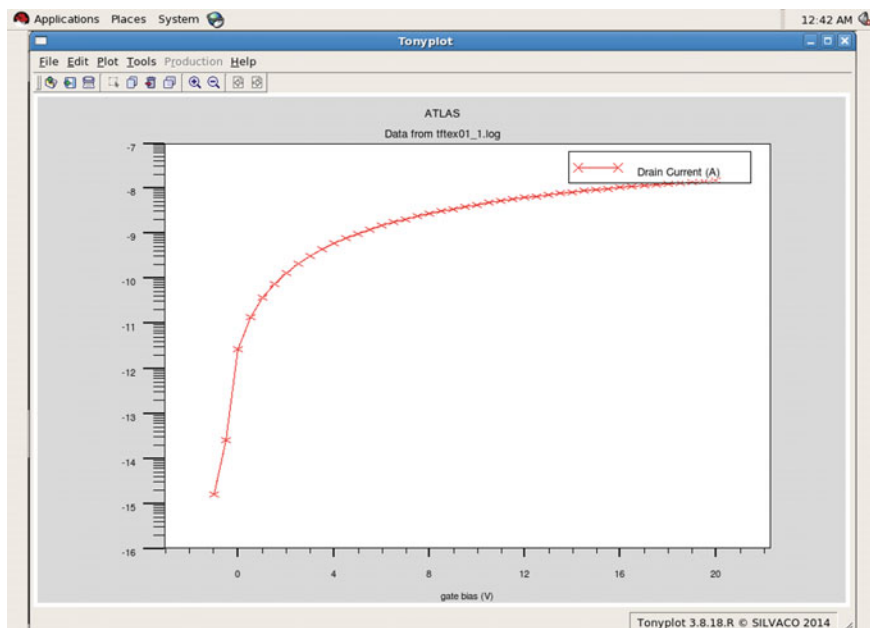 Applications Places System
12:42 AM
Tonyplot
File Edit Plot Tools Production Help
ATLAS
Data from tftex01_1.log
Drain Current (A)
-7
-8
-9
-10
-11
-12
-13
-14
-15
-16
0 4 8 12 16 20
gate bias (V)
Tonyplot 3.8.18.R © SILVACO 2014